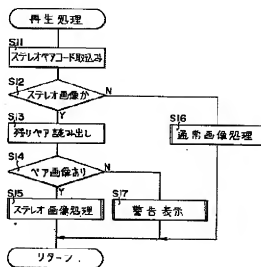 再生処理
S11
ステレオペアコード取込み
S12
ステレオ画像か
N
Y
S13
残りペア読み出し
S16
通常画像処理
S14
ペア画像あり
N
Y
S15
ステレオ画像処理
S17
警告表示
リターン